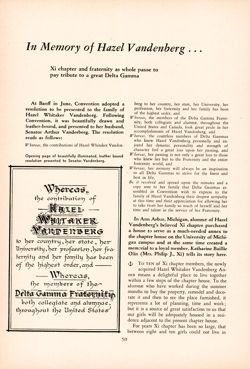 In Memory of Hazel Vandenberg . . .
Xi chapter and fraternity as whole pause to
pay tribute to a great Delta Gamma
At Banff in June, Convention adopted a
resolution to be presented to the family of
Hazel Whitaker Vandenberg. Following
Convention, it was beautifully drawn and
leather-bound, and presented to her husband,
Senator Arthur Vandenberg. The resolution
reads as follows:
Whereas, the contributions of Hazel Whitaker Vanden-
Opening page of beautifully illuminated, leather bound
resolution presented to Senator Vandenberg.
Whereas,
the contribution of
HAZEL
WHITAKER
VANDENBERG
to her country, her state, her
University, her profession, her fra-
ternity and her family has been
of the highest order, and —
— Whereas,
the members of the
Delta Gamma Fraternity,
both collegiate and alumnae,
throughout the United States
berg to her country, her state, her University, her
profession, her fraternity and her family has been
of the highest order, and
Whereas, the members of the Delta Gamma Frater-
nity, both collegiate and alumnae, throughout the
United States and Canada, took great pride in her
accomplishments of Hazel Vandenberg, and
Whereas, the countless members of Delta Gamma
who knew Hazel Vandenberg personally and en-
joyed her dynamic personality and strength of
character feel a great loss upon her passing, and
Whereas, her passing is not only a great loss to those
who knew her but to the Fraternity and the entire
fraternity world, and
Whereas, her memory will always be an inspiration
to all Delta Gammas to strive for the finest and
best in life,
Be it resolved and spread upon the minutes and a
copy sent to her family that Delta Gamma as-
sembled in Convention wish to express to the
family of Hazel Vandenberg their deepest sympathy
at this time and their appreciation for allowing her
to take from her family so much of herself and her
time and talent in the service of her Fraternity.
In Ann Arbor, Michigan, alumnae of Hazel
Vandenberg's beloved XI chapter purchased
a house to serve as a much-needed annex to
the chapter house on the University of Michi-
gan campus and at the same time created a
memorial to a loyal member. Katharine Baillie
Olin (Mrs. Philip J.), Xi) tells its story here.
TO TEN of Xi chapter members, the newly
acquired Hazel Whitaker Vandenberg An-
nex means a delightful place to live together
within a few steps of the chapter house. To the
alumnae who have worked during the summer
months to buy the property, remodel and deco-
rate it and then to see the place furnished, it
represents a lot of planning, time and work;
but it is a source of great satisfaction to us that
our girls will be adequately housed in a resi-
dence adjacent to the present chapter house.
For years Xi chapter has been so large, that
between eight and ten girls could not live in
50